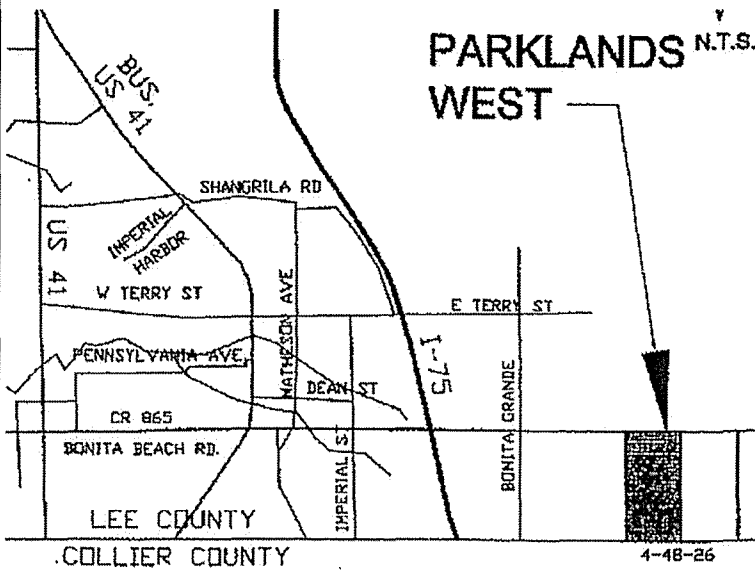 PARKLANDS
WEST
N.T.S.
BUS.
US 41
SHANGRILA RD
IMPERIAL
HARBOR
US 41
W TERRY ST
MATHESON AVE
E TERRY ST
I-75
PENNSYLVANIA AVE
DEAN ST
BONITA GRANDE
CR 865
BONITA BEACH RD.
IMPERIAL ST
LEE COUNTY
COLLIER COUNTY
4-48-26